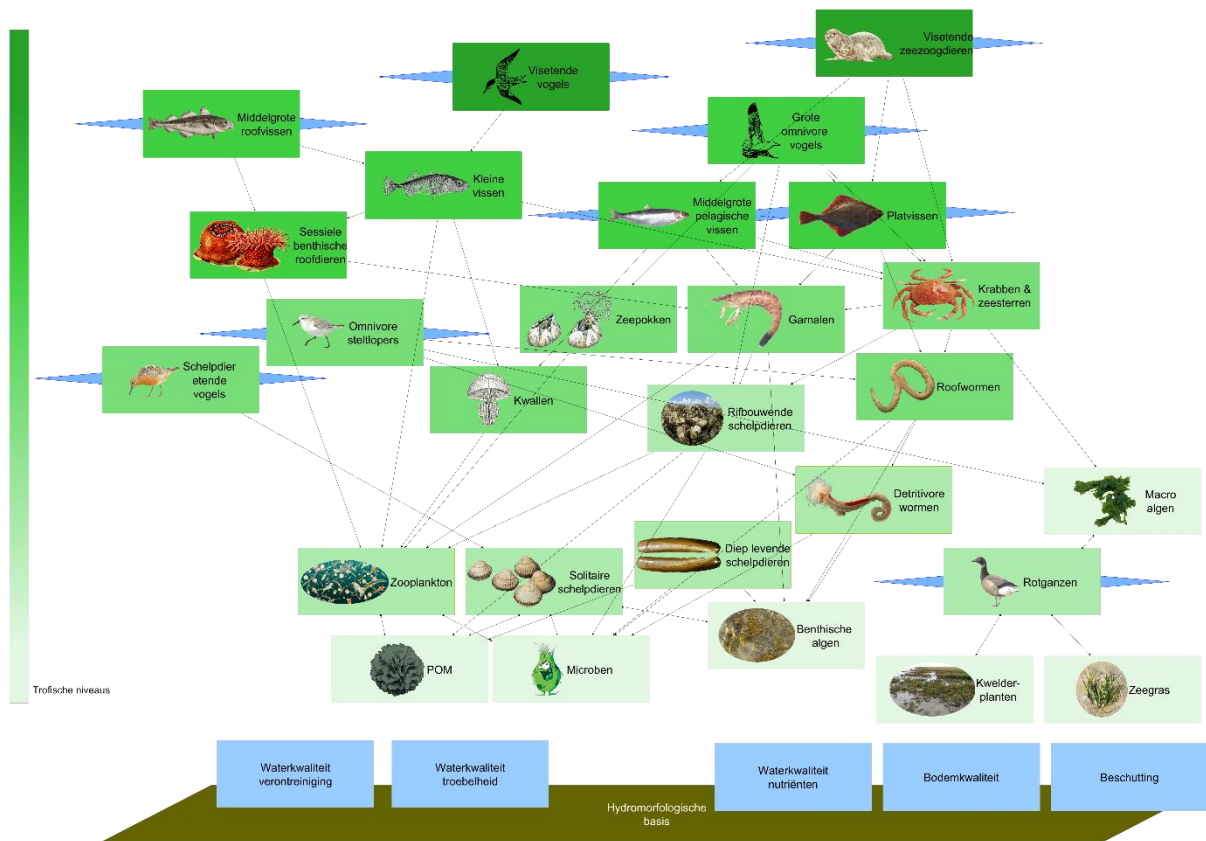 Visetende
zeezoogdieren
Visetende
vogels
Middelgrote
roofvissen
Grote
omnivore
vogels
Kleine
vissen
Middelgrote
pelagische
vissen
Platvissen
Sessiele
benthische
roofdieren
Krabben &
zeesterren
Zeepokken
Garnalen
Omnivore
steltlopers
Schelpdier
etende
vogels
Kwallen
Rifbouwende
schelpdieren
Roofwormen
Detritivore
wormen
Macro
algen
Zooplankton
Solitaire
schelpdieren
Diep levende
schelpdieren
Rotganzen
POM
Microben
Benthische
algen
Kwelder-
planten
Zeegras
Trofische niveaus
Waterkwaliteit
verontreiniging
Waterkwaliteit
troebelheid
Waterkwaliteit
nutriënten
Bodemkwaliteit
Beschutting
Hydromorfologische
basis